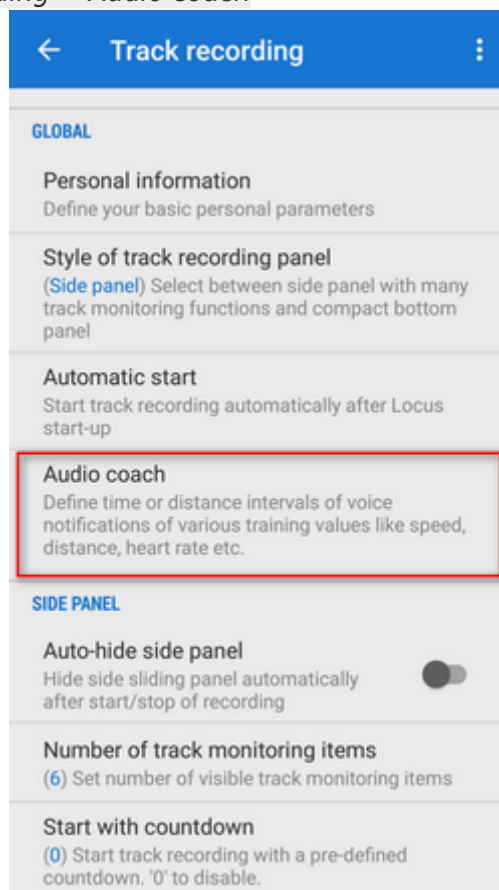 Track recording
GLOBAL
Personal information
Define your basic personal parameters
Style of track recording panel
(Side panel) Select between side panel with many
track monitoring functions and compact bottom
panel
Automatic start
Start track recording automatically after Locus
start-up
Audio coach
Define time or distance intervals of voice
notifications of various training values like speed,
distance, heart rate etc.
SIDE PANEL
Auto-hide side panel
Hide side sliding panel automatically
after start/stop of recording
Number of track monitoring items
(6) Set number of visible track monitoring items
Start with countdown
(0) Start track recording with a pre-defined
countdown. '0' to disable.